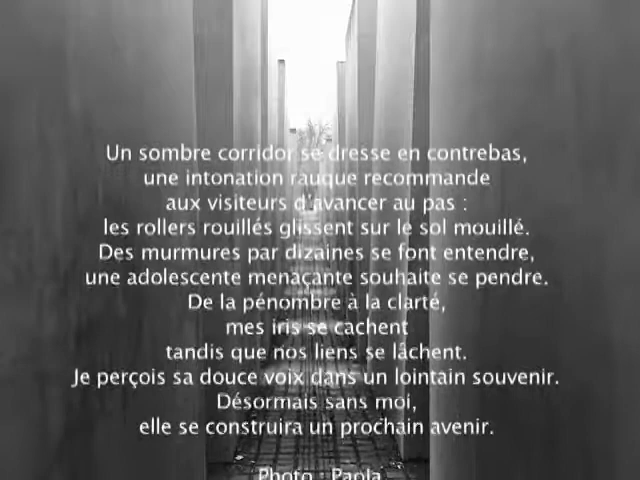 Un sombre corridor se dresse en contrebas,
une intonation rauque recommande
aux visiteurs d'avancer au pas :
les rollers rouillés glissent sur le sol mouillé.
Des murmures par dizaines se font entendre,
une adolescente menaçante souhaite se pendre.
De la pénombre à la clarté,
mes iris se cachent
tandis que nos liens se lâchent.
Je perçois sa douce voix dans un lointain souvenir.
Désormais sans moi,
elle se construira un prochain avenir.
Photo : Paola